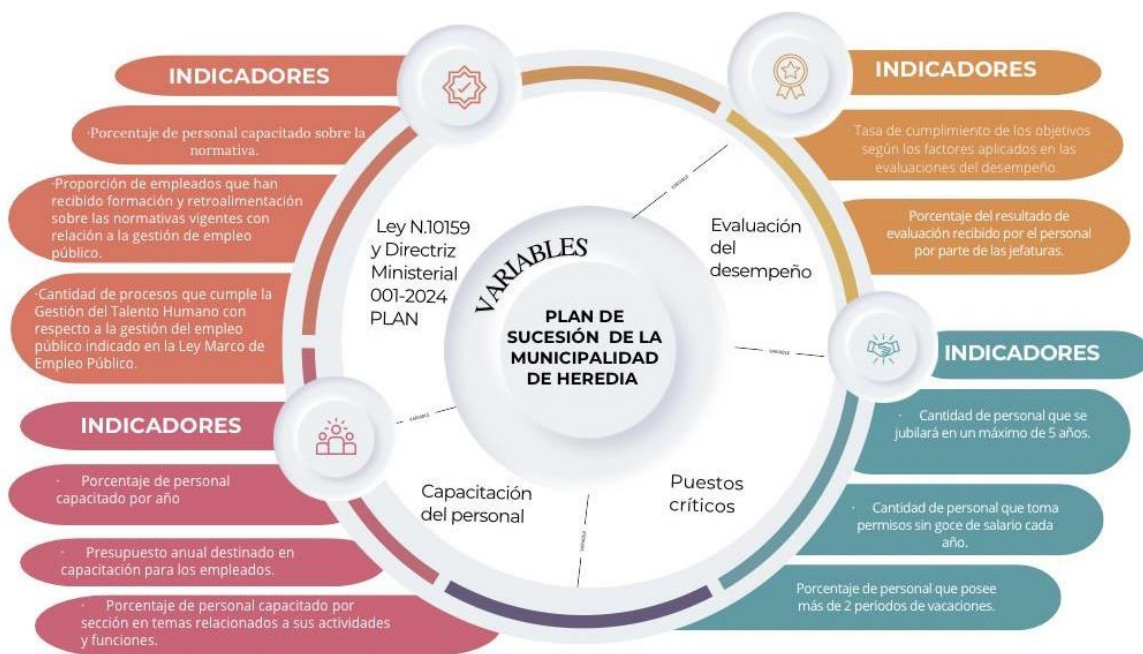 INDICADORES
·Porcentaje de personal capacitado sobre la
normativa.
·Proporción de empleados que han
recibido formación y retroalimentación
sobre las normativas vigentes con
relación a la gestión de empleo
público.
·Cantidad de procesos que cumple la
Gestión del Talento Humano con
respecto a la gestión del empleo
público indicado en la Ley Marco de
Empleo Público.
INDICADORES
· Porcentaje de personal
capacitado por año
· Presupuesto anual destinado en
capacitación para los empleados.
· Porcentaje de personal capacitado por
sección en temas relacionados a sus actividades
y funciones.
Ley N.10159
y Directriz
Ministerial
001-2024
PLAN
VARIABLES
PLAN DE
SUCESIÓN DE LA
MUNICIPALIDAD
DE HEREDIA
Evaluación
del
desempeño
Capacitación
del personal
Puestos
críticos
VARIABLE
VARIABLE
VARIABLE
VARIABLE
INDICADORES
·Tasa de cumplimiento de los objetivos
según los factores aplicados en las
evaluaciones del desempeño.
Porcentaje del resultado de
evaluación recibido por el personal
por parte de las jefaturas.
INDICADORES
· Cantidad de personal que se
jubilará en un máximo de 5 años.
· Cantidad de personal que toma
permisos sin goce de salario cada
año.
Porcentaje de personal que posee
más de 2 periodos de vacaciones.